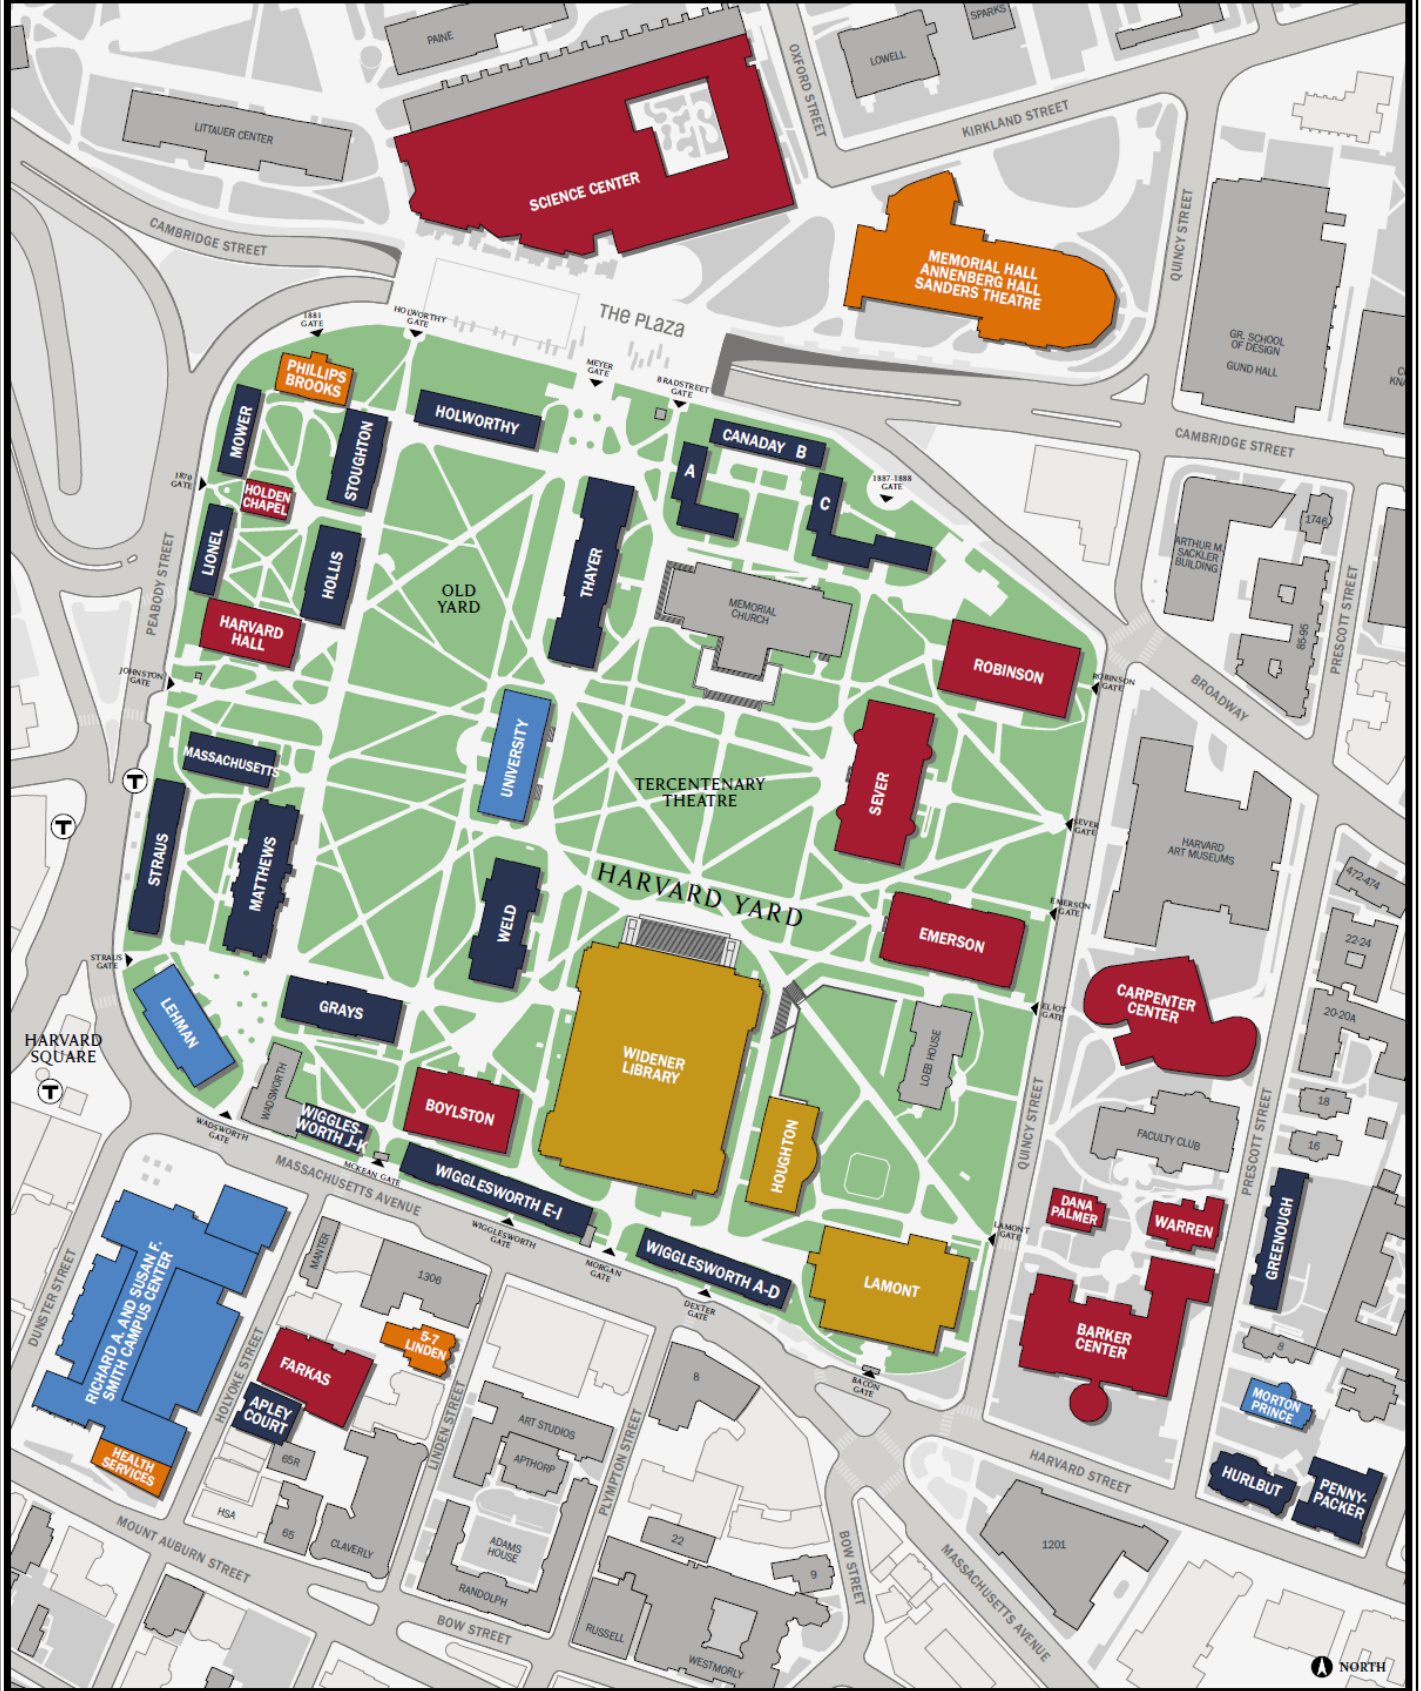 PAINE
SPARKS
LOWELL
OXFORD STREET
KIRKLAND STREET
LITTAUER CENTER
SCIENCE CENTER
CAMBRIDGE STREET
QUINCY STREET
MEMORIAL HALL
ANNENBERG HALL
SANDERS THEATRE
THE PLAZA
GR. SCHOOL
OF DESIGN
GUND HALL
1881
GATE
HOLWORTHY
GATE
MEYER
GATE
BRADSTREET
GATE
PHILLIPS
BROOKS
MOWER
STOUGHTON
HOLWORTHY
CANADAY B
A
C
CAMBRIDGE STREET
1887-1888
GATE
1870
GATE
HOLDEN
CHAPEL
LIONEL
HOLLIS
THAYER
OLD
YARD
MEMORIAL
CHURCH
ARTHUR M.
SACKLER
BUILDING
1746
85-95
PRESCOTT STREET
PEABODY STREET
HARVARD
HALL
ROBINSON
ROBINSON
GATE
BROADWAY
JOHNSTON
GATE
MASSACHUSETTS
UNIVERSITY
SEVER
TERCENTENARY
THEATRE
SEVER
GATE
HARVARD
ART MUSEUMS
T
T
STRAUS
MATTHEWS
WELD
HARVARD YARD
EMERSON
EMERSON
GATE
472-474
22-24
20-20A
STRAUS
GATE
LEHMAN
GRAYS
WIDENER
LIBRARY
ELIOT
GATE
CARPENTER
CENTER
LOEB HOUSE
HARVARD
SQUARE
T
WADSWORTH
WIGGLES-
WORTH J-K
BOYLSTON
HOUGHTON
QUINCY STREET
FACULTY CLUB
PRESCOTT STREET
18
16
WADSWORTH
GATE
MASSACHUSETTS AVENUE
MCKEAN GATE
WIGGLESWORTH E-I
WIGGLESWORTH
GATE
MORGAN
GATE
WIGGLESWORTH A-D
DEXTER
GATE
LAMONT
LAMONT
GATE
DANA
PALMER
WARREN
GREENOUGH
BARKER
CENTER
8
MORTON
PRINCE
HURLBUT
PENNY-
PACKER
BACON
GATE
DUNSTER STREET
RICHARD A. AND SUSAN F.
SMITH CAMPUS CENTER
HEALTH
SERVICES
HOLYOKE STREET
MANTER
1306
5-7
LINDEN
FARKAS
APLEY
COURT
65R
HSA
65
CLAVERLY
LINDEN STREET
ART STUDIOS
APTHORP
ADAMS
HOUSE
RANDOLPH
PLYMPTON STREET
8
22
9
RUSSELL
WESTMORLY
MOUNT AUBURN STREET
BOW STREET
BOW STREET
HARVARD STREET
1201
MASSACHUSETTS AVENUE
NORTH